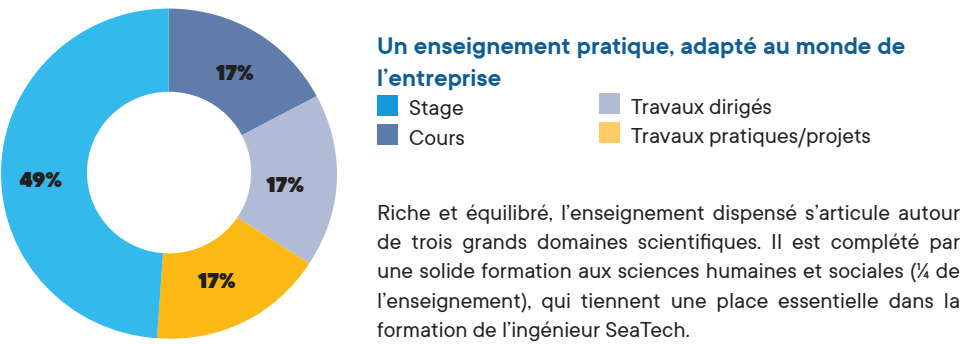 17%
17%
17%
49%
Un enseignement pratique, adapté au monde de
l’entreprise
Stage
Cours
Travaux dirigés
Travaux pratiques/projets
Riche et équilibré, l’enseignement dispensé s’articule autour
de trois grands domaines scientifiques. Il est complété par
une solide formation aux sciences humaines et sociales (¼ de
l’enseignement), qui tiennent une place essentielle dans la
formation de l’ingénieur SeaTech.